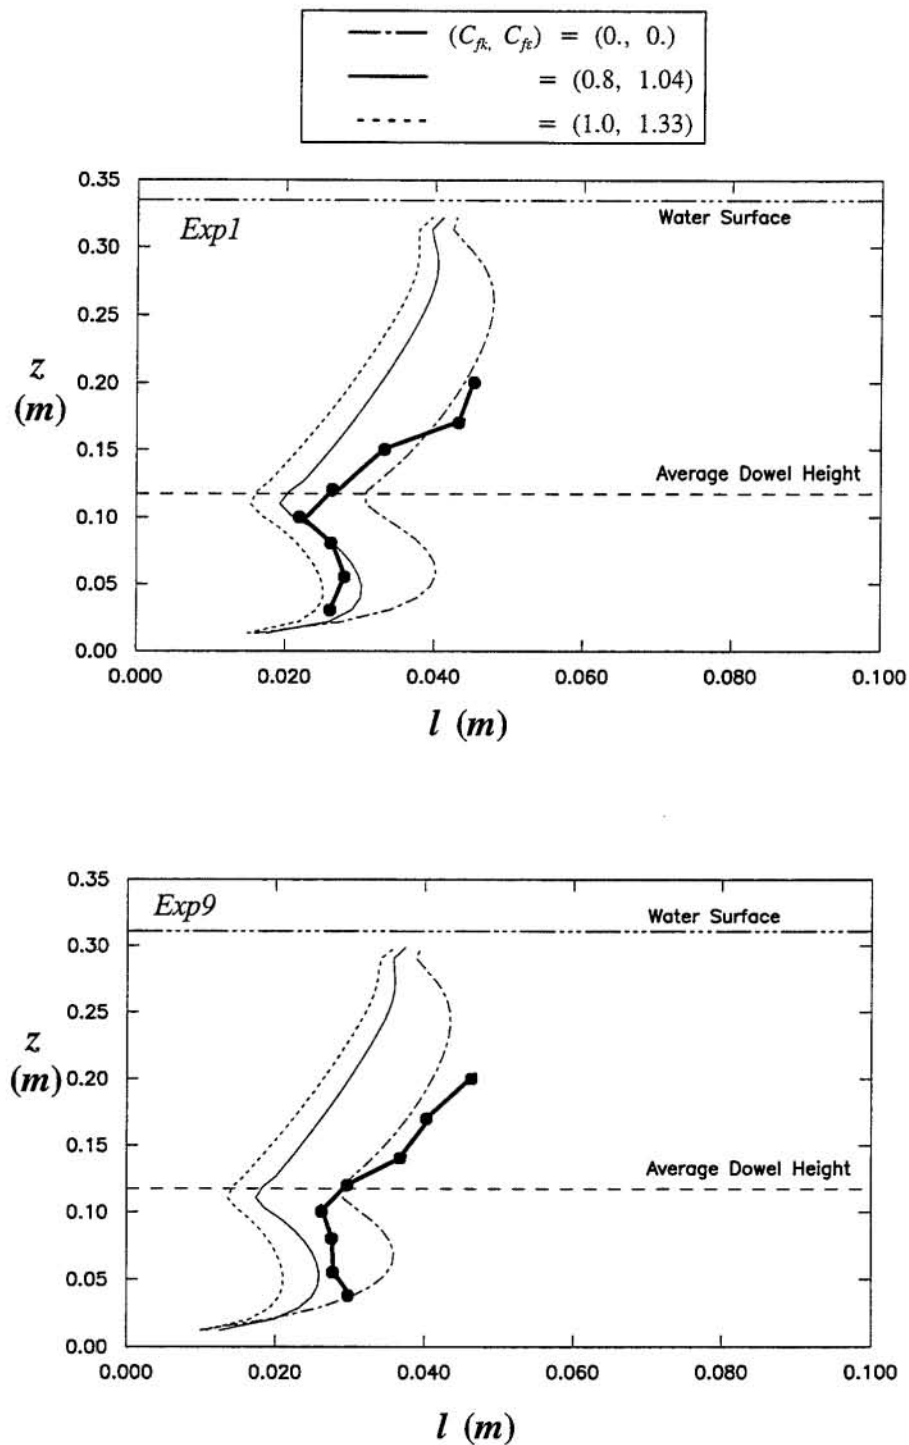 (C_fk, C_fε) = (0., 0.)
= (0.8, 1.04)
= (1.0, 1.33)
0.35
0.30
0.25
0.20
0.15
0.10
0.05
0.00
z
(m)
Exp1
Water Surface
Average Dowel Height
0.000 0.020 0.040 0.060 0.080 0.100
l (m)
0.35
0.30
0.25
0.20
0.15
0.10
0.05
0.00
z
(m)
Exp9
Water Surface
Average Dowel Height
0.000 0.020 0.040 0.060 0.080 0.100
l (m)